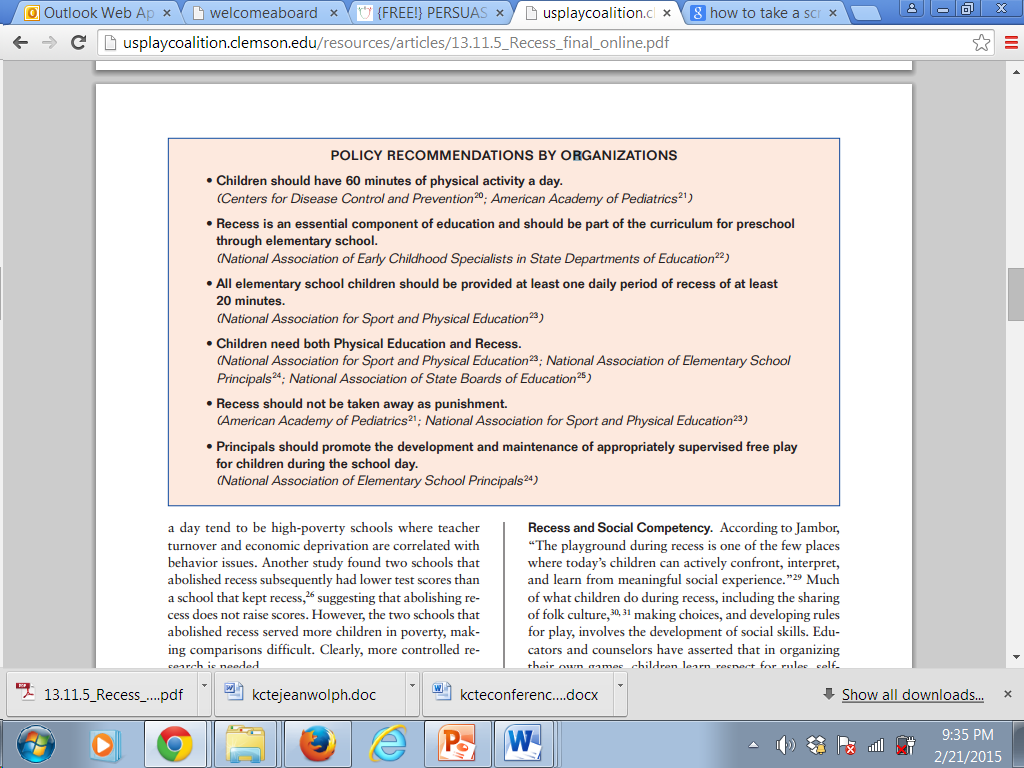 Outlook Web Ap
welcomeaboard
{FREE!} PERSUAS
usplaycoalition.cl
how to take a scr
usplaycoalition.clemson.edu/resources/articles/13.11.5_Recess_final_online.pdf
POLICY RECOMMENDATIONS BY ORGANIZATIONS
• Children should have 60 minutes of physical activity a day.
(Centers for Disease Control and Prevention²⁰; American Academy of Pediatrics²¹)
• Recess is an essential component of education and should be part of the curriculum for preschool
through elementary school.
(National Association of Early Childhood Specialists in State Departments of Education²²)
• All elementary school children should be provided at least one daily period of recess of at least
20 minutes.
(National Association for Sport and Physical Education²³)
• Children need both Physical Education and Recess.
(National Association for Sport and Physical Education²³; National Association of Elementary School
Principals²⁴; National Association of State Boards of Education²⁵)
• Recess should not be taken away as punishment.
(American Academy of Pediatrics²¹; National Association for Sport and Physical Education²³)
• Principals should promote the development and maintenance of appropriately supervised free play
for children during the school day.
(National Association of Elementary School Principals²⁴)
a day tend to be high-poverty schools where teacher
turnover and economic deprivation are correlated with
behavior issues. Another study found two schools that
abolished recess subsequently had lower test scores than
a school that kept recess,²⁶ suggesting that abolishing re-
cess does not raise scores. However, the two schools that
abolished recess served more children in poverty, mak-
ing comparisons difficult. Clearly, more controlled re-
search is needed.
Recess and Social Competency. According to Jambor,
“The playground during recess is one of the few places
where today’s children can actively confront, interpret,
and learn from meaningful social experience.”²⁹ Much
of what children do during recess, including the sharing
of folk culture,³⁰,³¹ making choices, and developing rules
for play, involves the development of social skills. Edu-
cators and counselors have asserted that in organizing
their own games, children learn respect for rules, self-
13.11.5_Recess_....pdf
kctejeanwolph.doc
kcteconferenc....docx
Show all downloads...
9:35 PM
2/21/2015